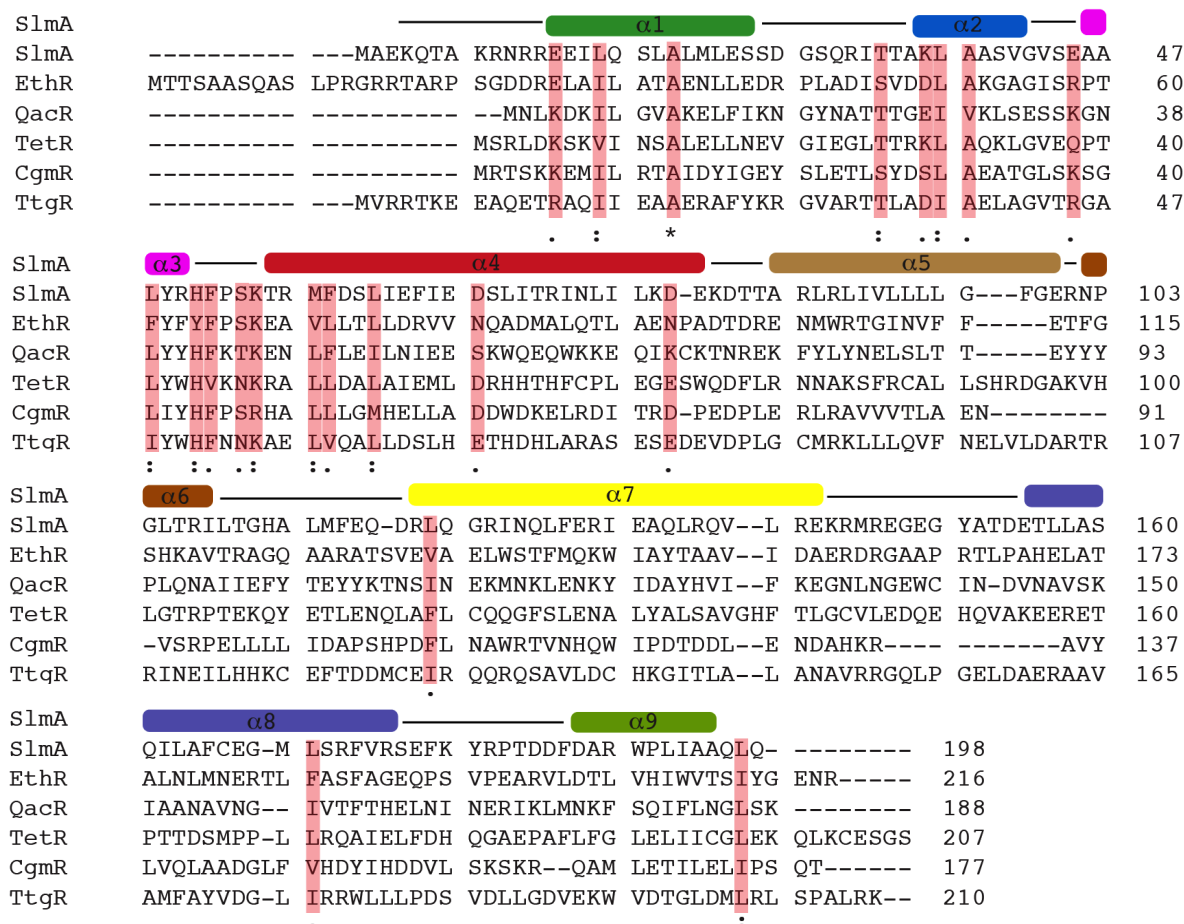 SlmA α1 α2
SlmA ---------- -------MAEKQTA KRNRREEILQ SLALMLESSD GSQRITTAKL AASVGVSEAA 47
EthR MTTSAASQAS LPRGRRTARP SGDDRELAIL ATAENLLEDR PLADISVDDL AKGAGISRPT 60
QacR ---------- ---------- --MNLKDKIL GVAKELFIKN GYNATTTGEI VKLSESSKGN 38
TetR ---------- ---------- MSRLDKSKVI NSALELLNEV GIEGLTTRKL AQKLGVEQPT 40
CgmR ---------- ---------- MRTSKKEMIL RTAIDYIGEY SLETLSYDSL AEATGLSKSG 40
TtgR ---------- ---MVRRTKE EAQETRAQII EAAERAFYKR GVARTTLADI AELAGVTRGA 47
. : * : :: . .
SlmA α3 α4 α5
SlmA LYRHFPSKTR MFDSLIEFIE DSLITRINLI LKD-EKDTTA RLRLIVLLLL G---FGERNP 103
EthR FYFYFPSKEA VLLTLLDRVV NQADMALQTL AENPADTDRE NMWRTGINVF F-----ETFG 115
QacR LYYHFKTKEN LFLEILNIEE SKWQEQWKKE QIKCKTNREK FYLYNELSLT T-----EYYY 93
TetR LYWHVKNKRA LLDALAIEML DRHHTHFCPL EGESWQDFLR NNAKSFRCAL LSHRDGAKVH 100
CgmR LIYHFPSRHA LLLGMHELLA DDWDKELRDI TRD-PEDPLE RLRAVVVTLA EN-------- 91
TtgR IYWHFNNKAE LVQALLDSLH ETHDHLARAS ESEDEVDPLG CMRKLLLQVF NELVLDARTR 107
: :. .: :. : . .
SlmA α6 α7
SlmA GLTRILTGHA LMFEQ-DRLQ GRINQLFERI EAQLRQV--L REKRMREGEG YATDETLLAS 160
EthR SHKAVTRAGQ AARATSVEVA ELWSTFMQKW IAYTAAV--I DAERDRGAAP RTLPAHELAT 173
QacR PLQNAIIEFY TEYYKTNSIN EKMNKLENKY IDAYHVI--F KEGNLNGEWC IN-DVNAVSK 150
TetR LGTRPTEKQY ETLENQLAFL CQQGFSLENA LYALSAVGHF TLGCVLEDQE HQVAKEERET 160
CgmR -VSRPELLLL IDAPSHPDFL NAWRTVNHQW IPDTDDL--E NDAHKR---- ------AVY 137
TtgR RINEILHHKC EFTDDMCEIR QQRQSAVLDC HKGITLA--L ANAVRRGQLP GELDAERAAV 165
.
SlmA α8 α9
SlmA QILAFCEG-M LSRFVRSEFK YRPTDDFDAR WPLIAAQLQ- -------- 198
EthR ALNLMNERTL FASFAGEQPS VPEARVLDTL VHIWVTSIYG ENR----- 216
QacR IAANAVNG-- IVTFTHELNI NERIKLMNKF SQIFLNGLSK -------- 188
TetR PTTDSMPP-L LRQAIELFDH QGAEPAFLFG LELIICGLEK QLKCESGS 207
CgmR LVQLAADGLF VHDYIHDDVL SKSKR--QAM LETILELIPS QT------ 177
TtgR AMFAYVDG-L IRRWLLLPDS VDLLGDVEKW VDTGLDMLRL SPALRK-- 210
. .